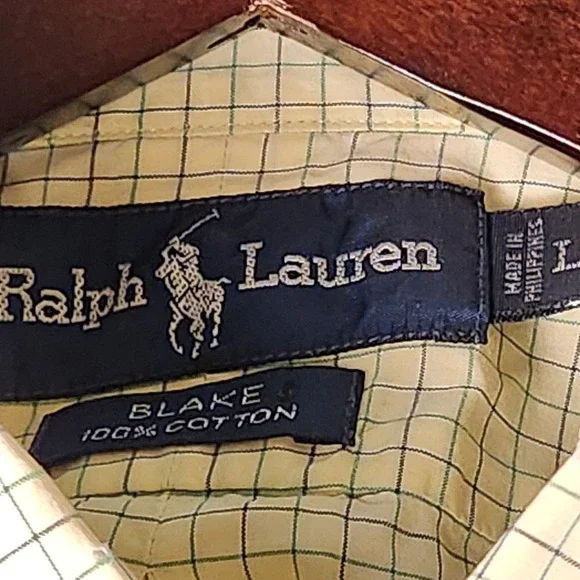 Ralph Lauren
MADE IN
PHILIPPINES
L
BLAKE
100% COTTON